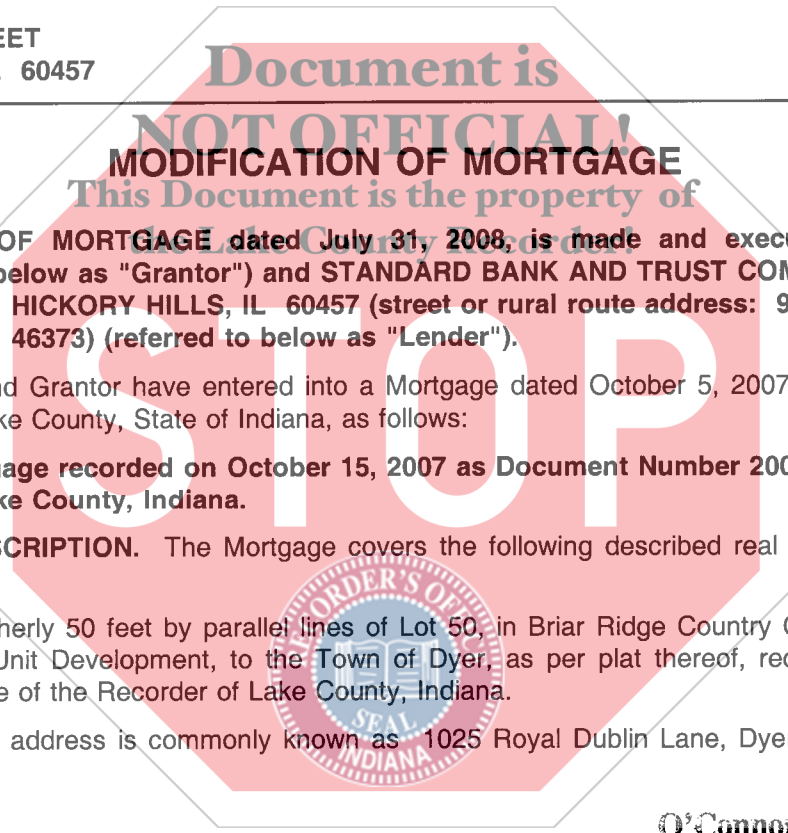 EET
60457
Document is
NOT OFFICIAL!
MODIFICATION OF MORTGAGE
This Document is the property of
the Lake County Recorder!
OF MORTGAGE dated July 31, 2008, is made and execu
below as "Grantor") and STANDARD BANK AND TRUST COM
HICKORY HILLS, IL 60457 (street or rural route address: 9
46373) (referred to below as "Lender").
nd Grantor have entered into a Mortgage dated October 5, 2007
ke County, State of Indiana, as follows:
gage recorded on October 15, 2007 as Document Number 200
ke County, Indiana.
SCRIPTION. The Mortgage covers the following described real
herly 50 feet by parallel lines of Lot 50, in Briar Ridge Country C
Unit Development, to the Town of Dyer, as per plat thereof, rec
e of the Recorder of Lake County, Indiana.
address is commonly known as 1025 Royal Dublin Lane, Dye
O'Connor
STOP
RECORDER'S OFFICE
SEAL
INDIANA